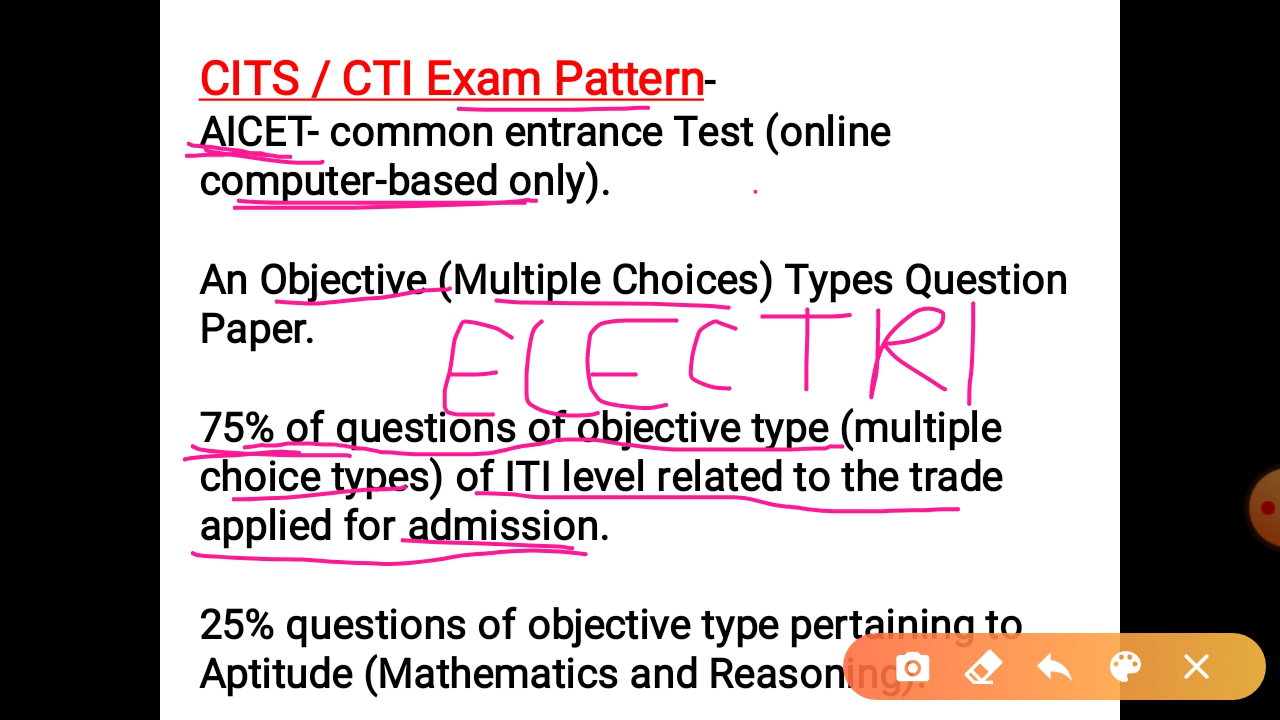 CITS / CTI Exam Pattern-
AICET- common entrance Test (online
computer-based only).
An Objective (Multiple Choices) Types Question
Paper.
ELECTRI
75% of questions of objective type (multiple
choice types) of ITI level related to the trade
applied for admission.
25% questions of objective type pertaining to
Aptitude (Mathematics and Reasoning).